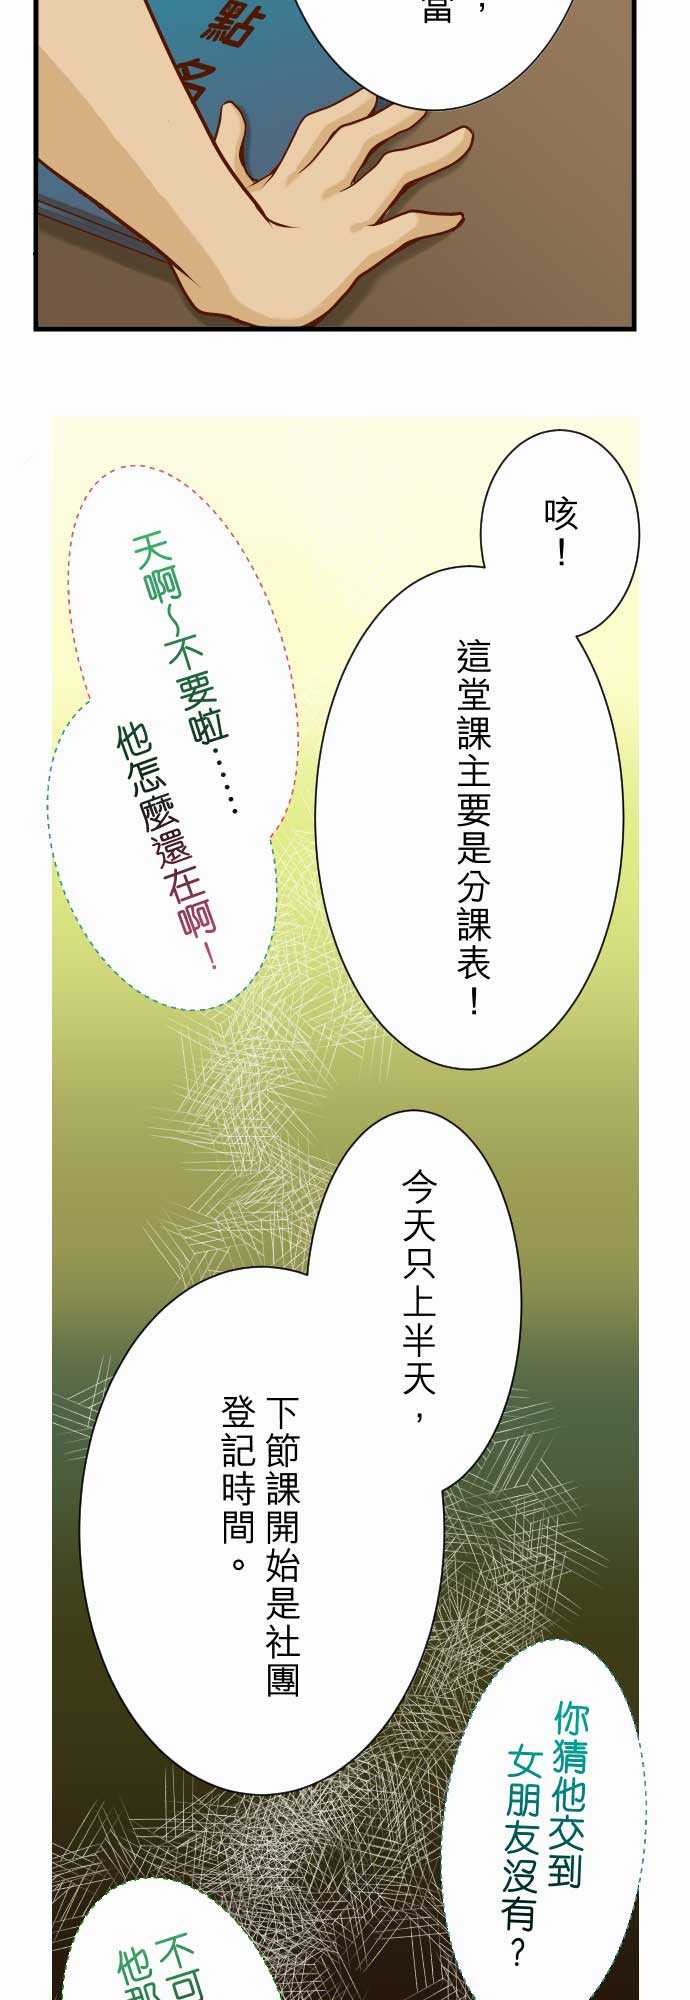 當，
點
名
咳！
這堂課主要是分課表！
天啊~不要啦……
他怎麼還在啊！
今天只上半天，
下節課開始是社團
登記時間。
你猜他交到
女朋友沒有？
不可
他那